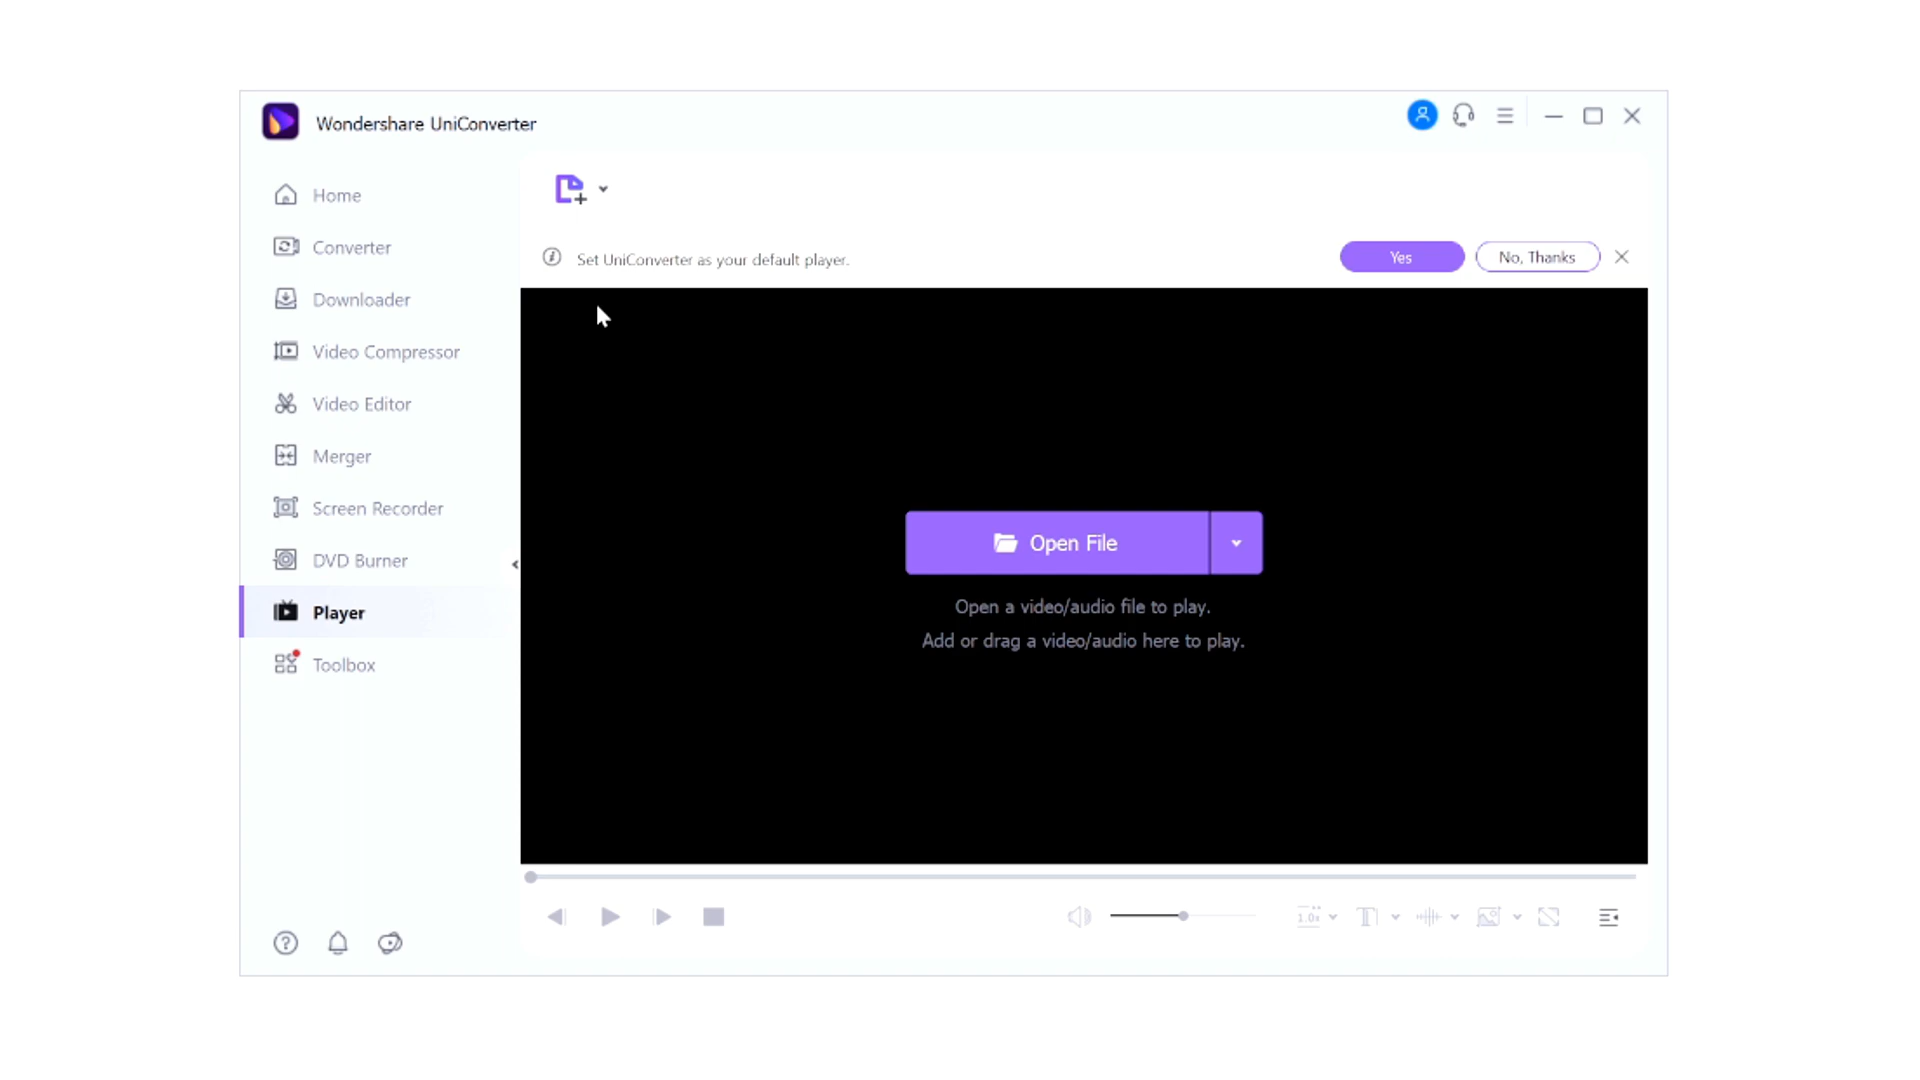 Wondershare UniConverter
Home
Converter
Downloader
Video Compressor
Video Editor
Merger
Screen Recorder
DVD Burner
Player
Toolbox
Set UniConverter as your default player.
Yes
No, Thanks
Open File
Open a video/audio file to play.
Add or drag a video/audio here to play.
1.0x